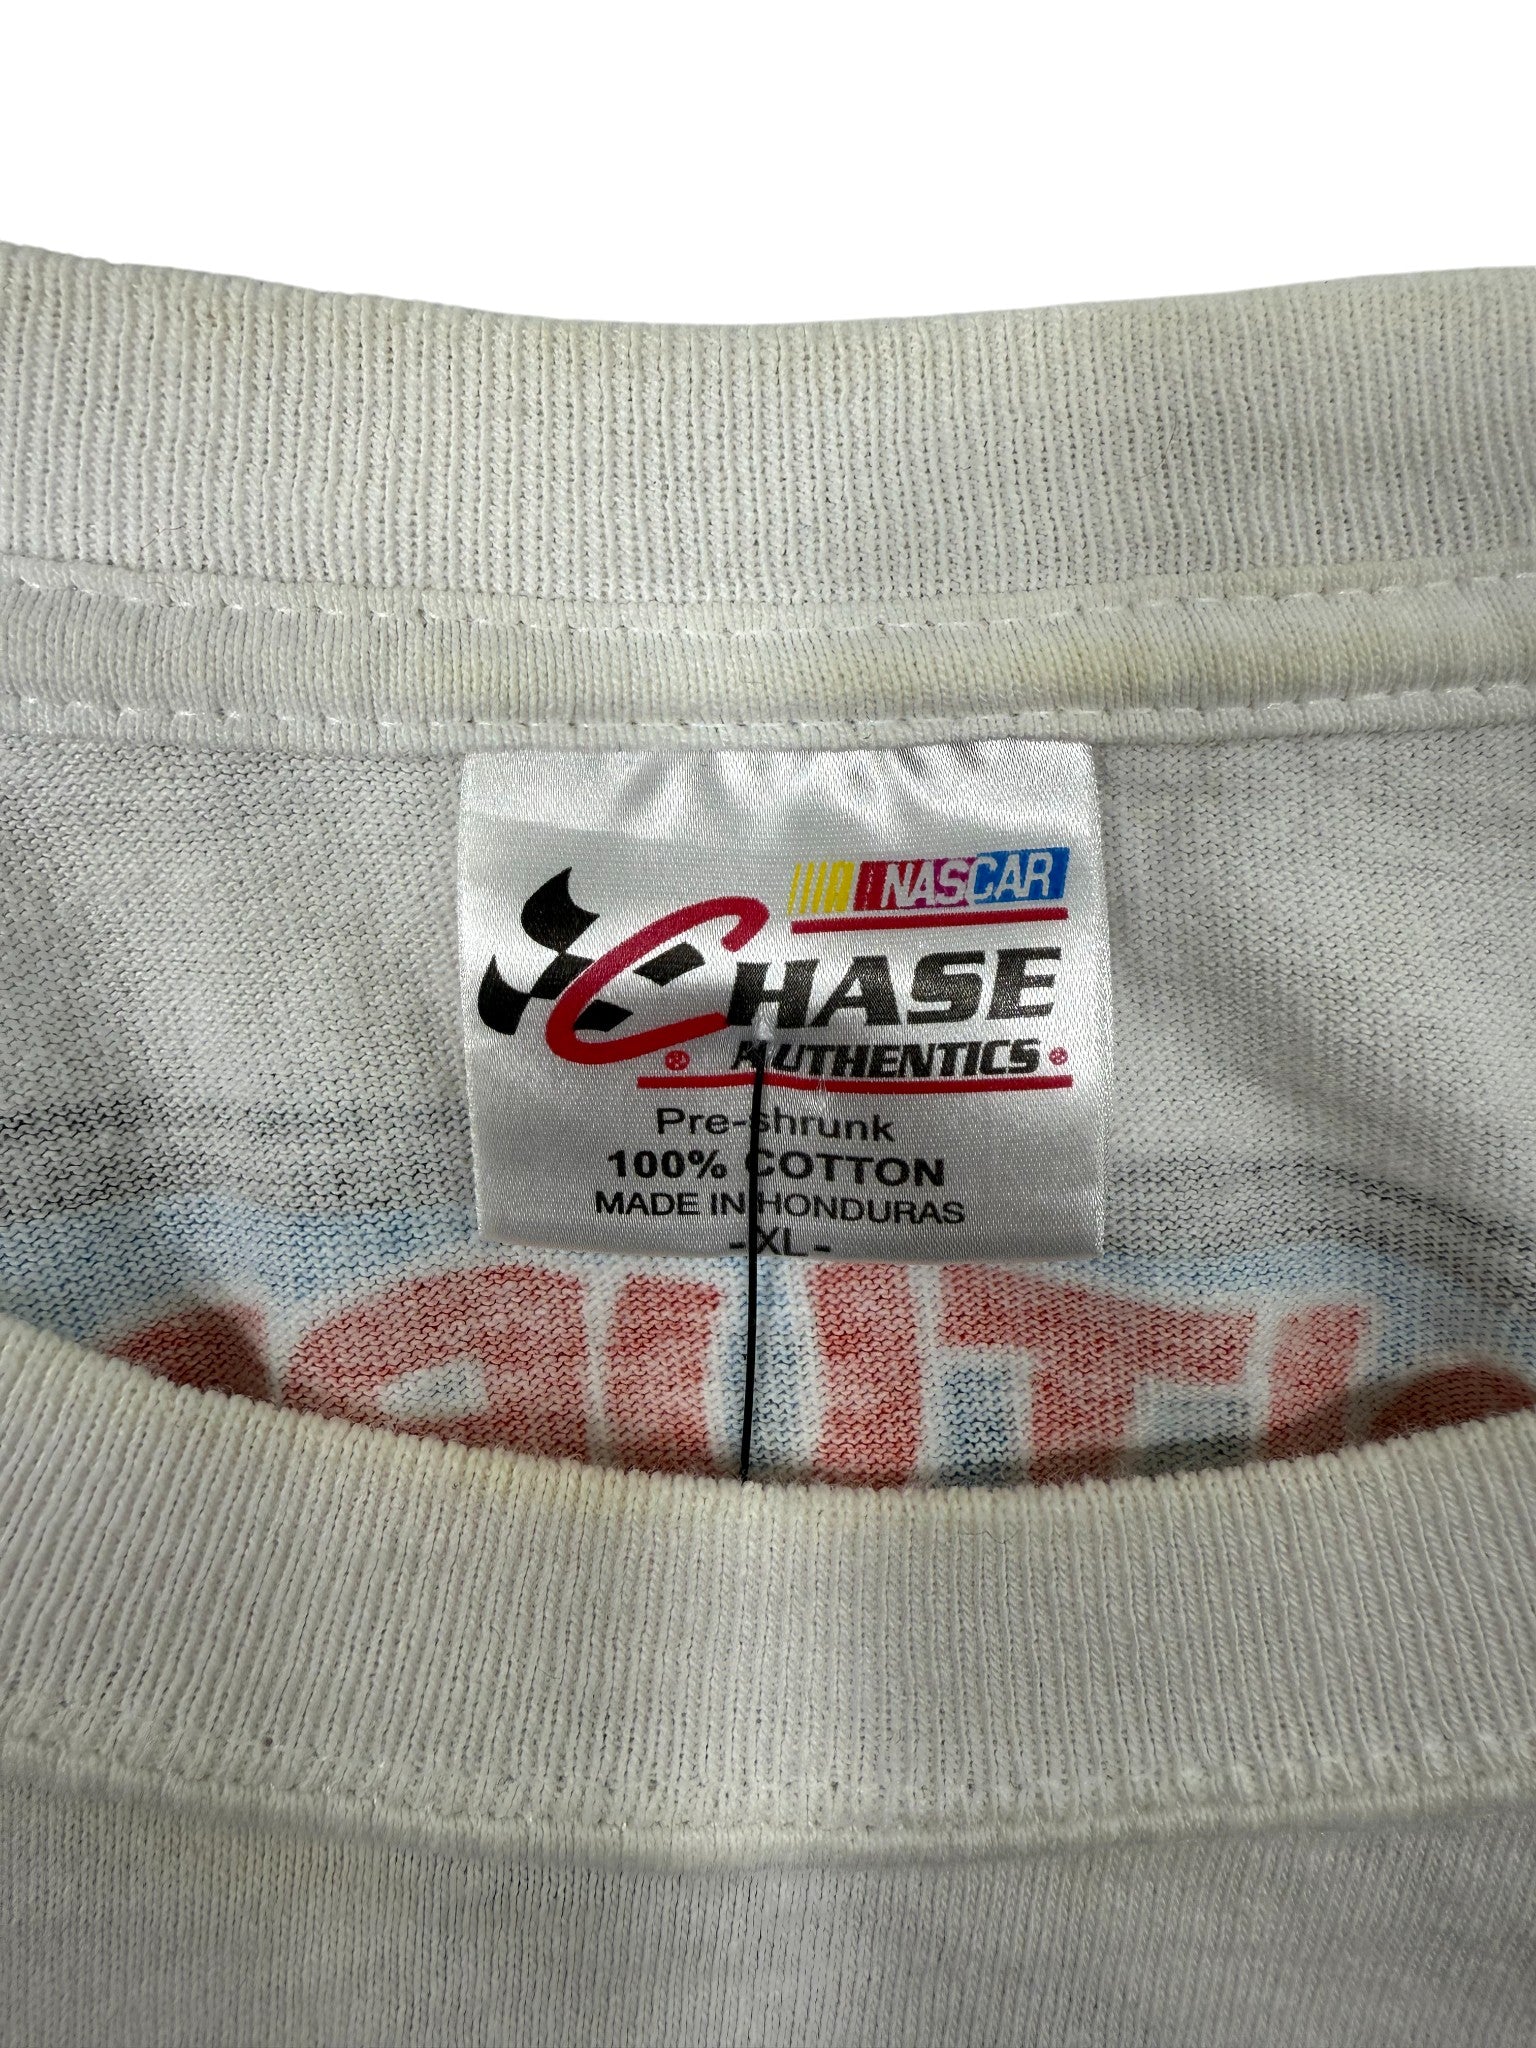 NASCAR
CHASE
AUTHENTICS
Pre-shrunk
100% COTTON
MADE IN HONDURAS
-XL-